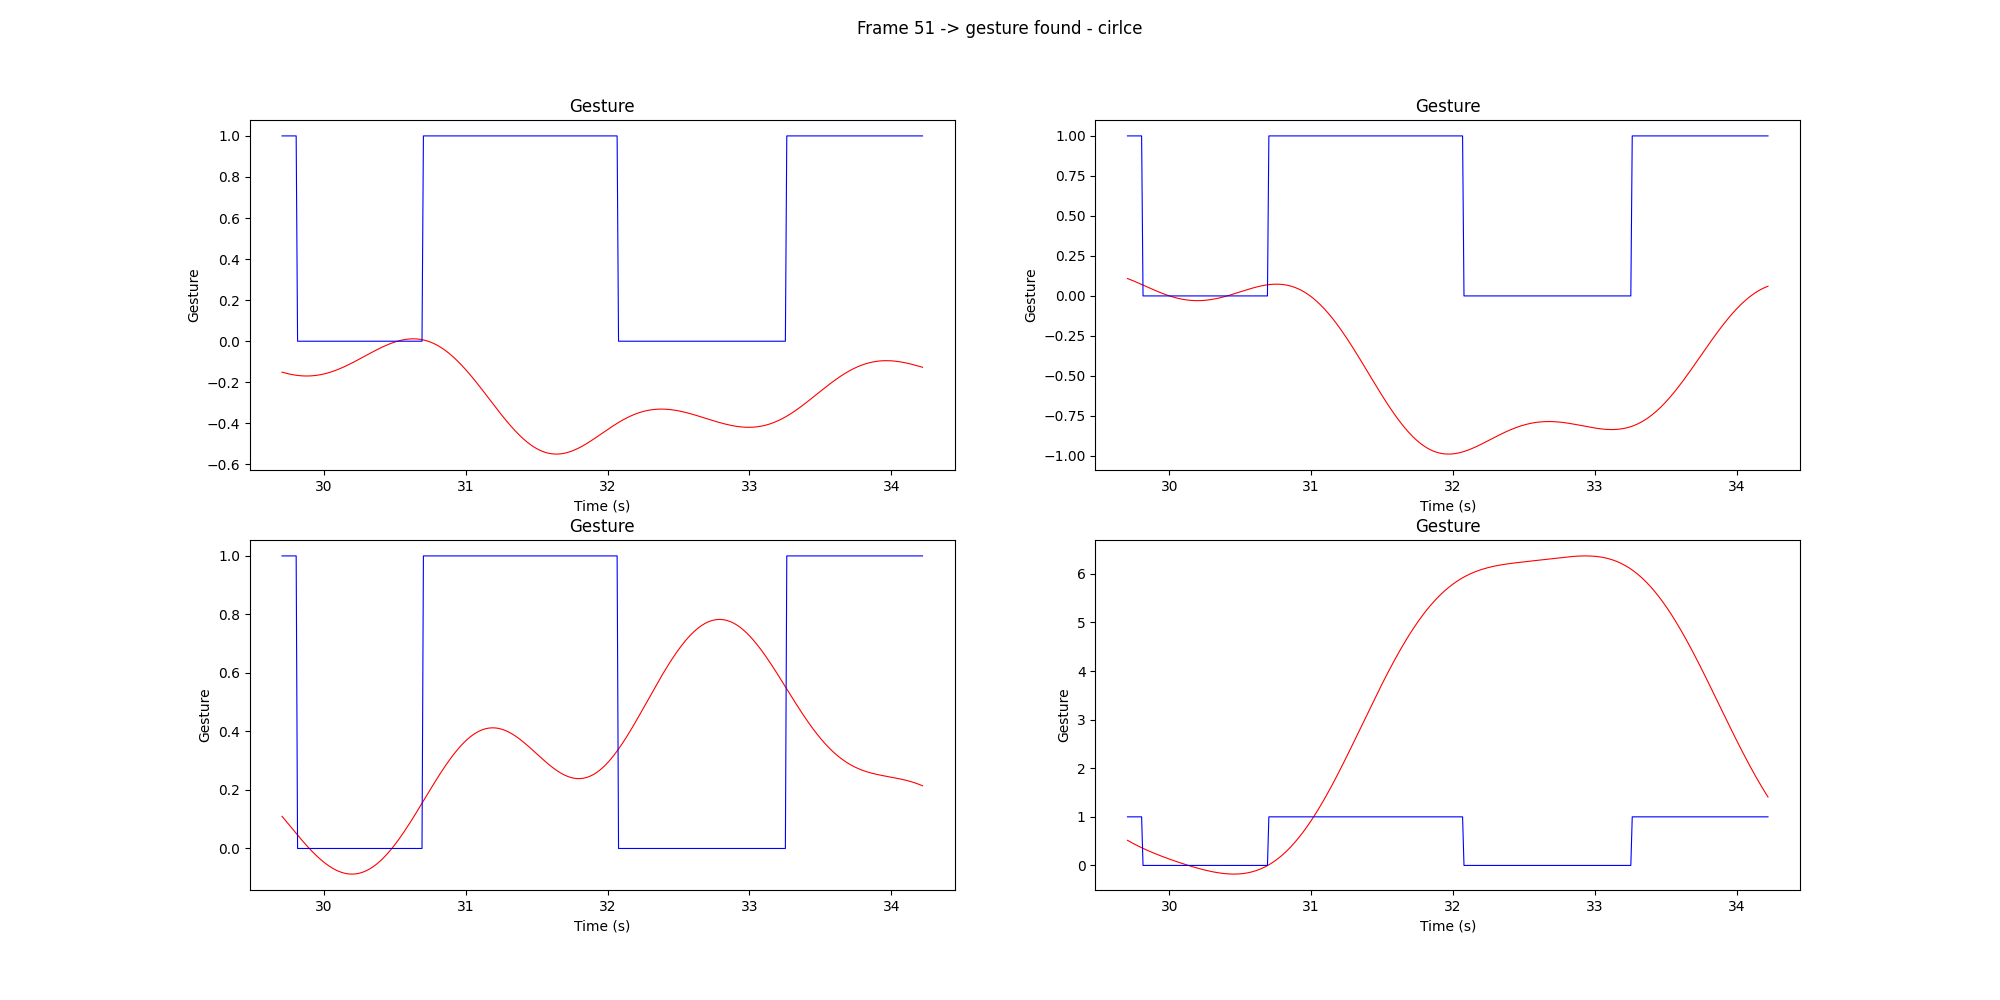 Frame 51 -> gesture found - cirlce
Gesture
1.0
0.8
0.6
0.4
0.2
0.0
−0.2
−0.4
−0.6
Gesture
30 31 32 33 34
Time (s)
Gesture
1.00
0.75
0.50
0.25
0.00
−0.25
−0.50
−0.75
−1.00
Gesture
30 31 32 33 34
Time (s)
Gesture
1.0
0.8
0.6
0.4
0.2
0.0
Gesture
30 31 32 33 34
Time (s)
Gesture
6
5
4
3
2
1
0
Gesture
30 31 32 33 34
Time (s)